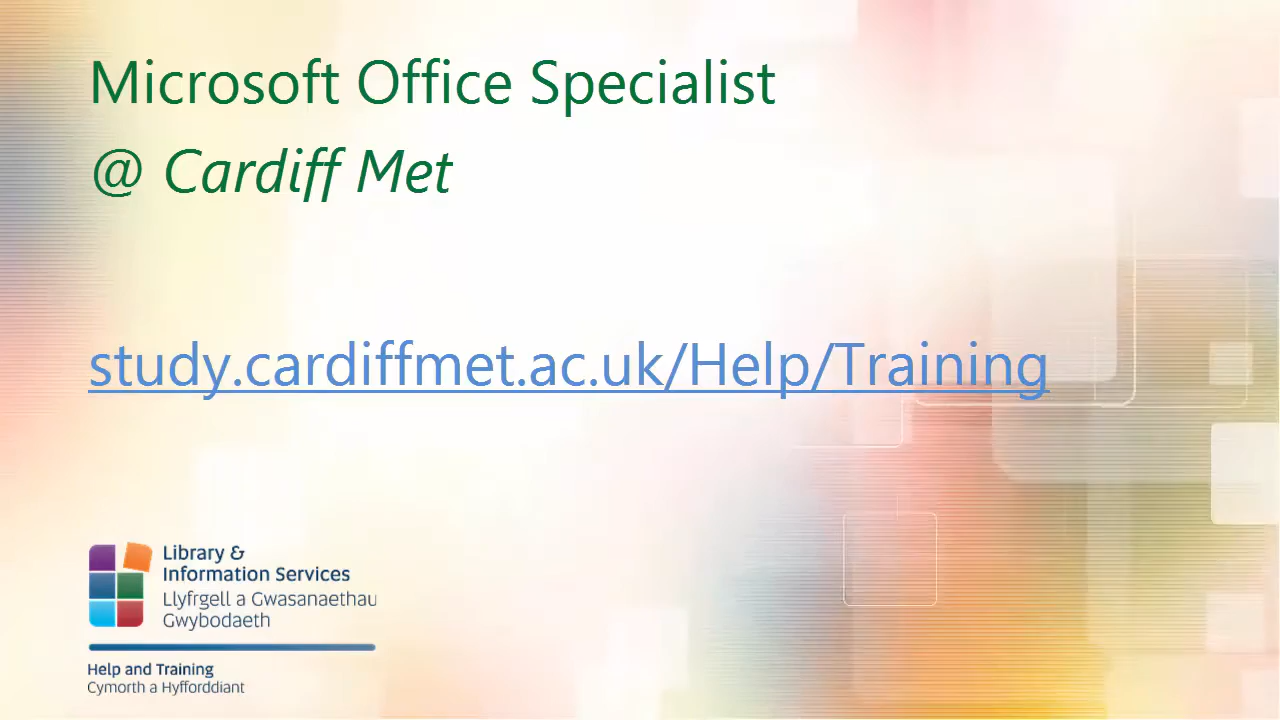 Microsoft Office Specialist
@ Cardiff Met
study.cardiffmet.ac.uk/Help/Training
Library &
Information Services
Llyfrgell a Gwasanaethau
Gwybodaeth
Help and Training
Cymorth a Hyfforddiant